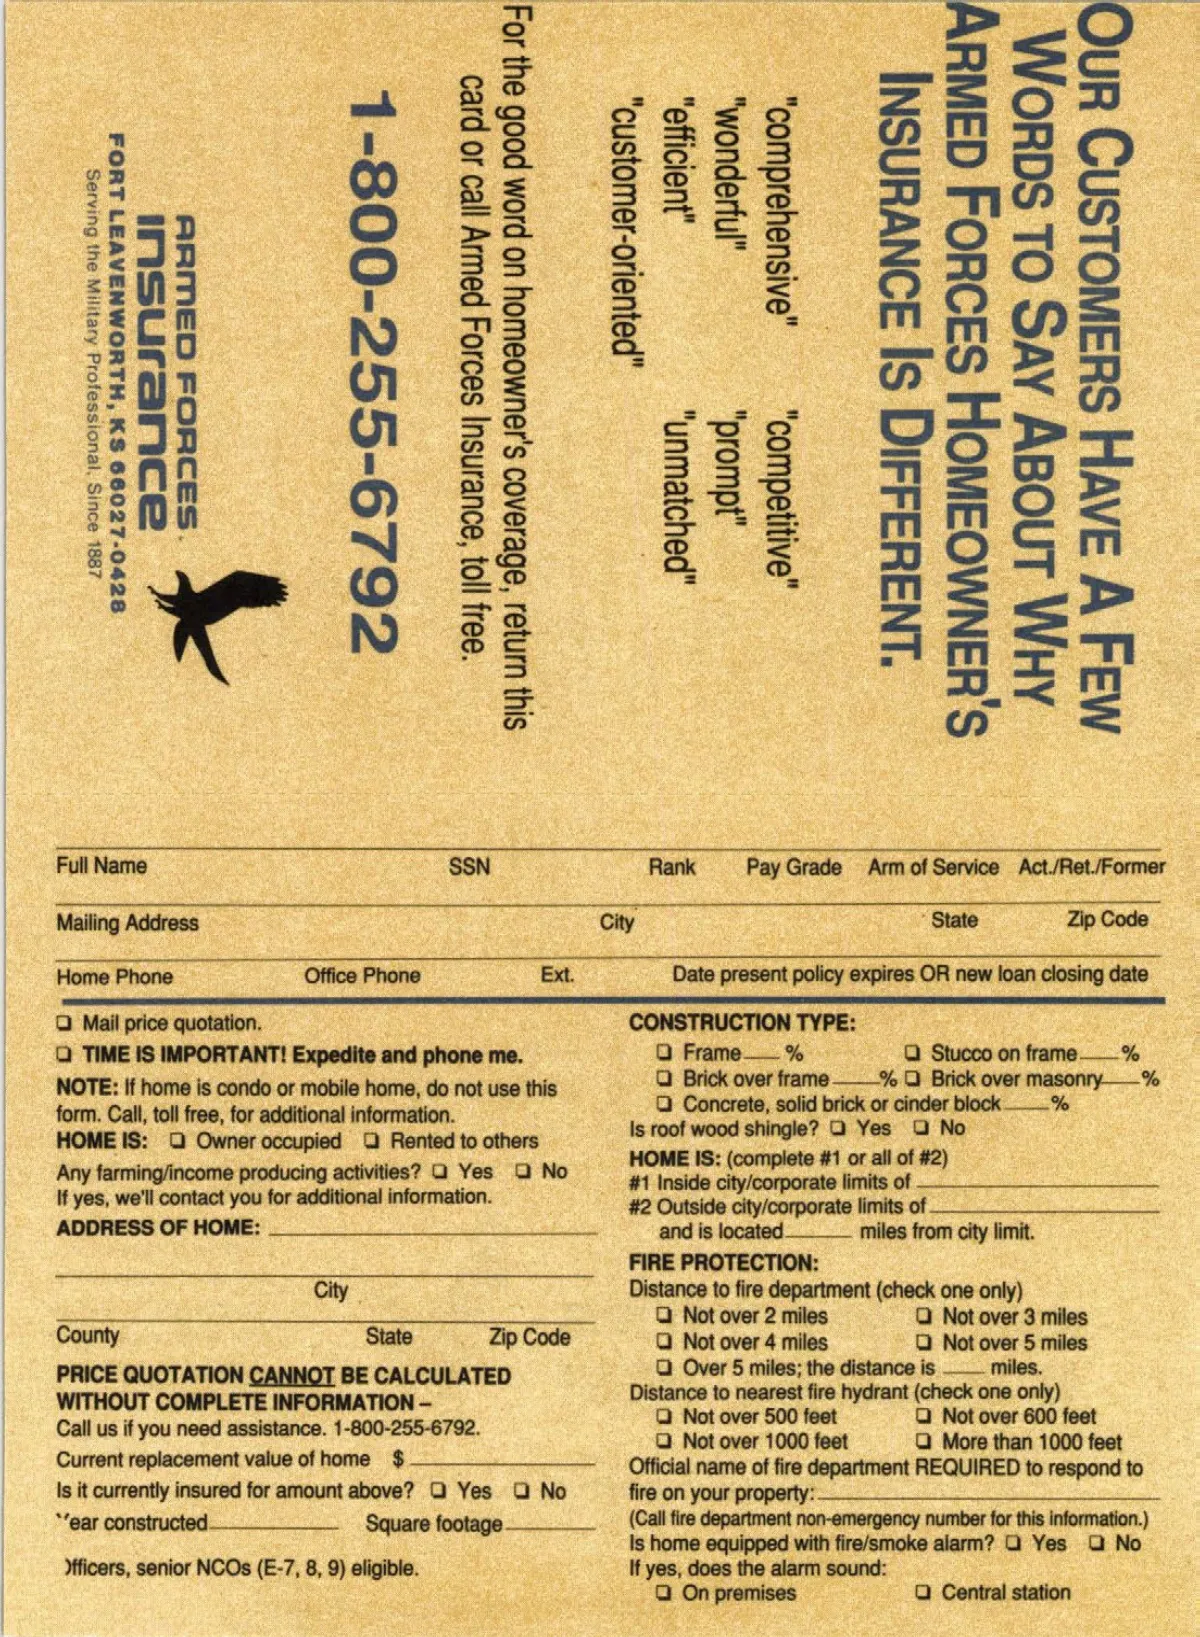 OUR CUSTOMERS HAVE A FEW
WORDS TO SAY ABOUT WHY
ARMED FORCES HOMEOWNER'S
INSURANCE IS DIFFERENT.
"comprehensive" "competitive"
"wonderful" "prompt"
"efficient" "unmatched"
"customer-oriented"
For the good word on homeowner's coverage, return this
card or call Armed Forces Insurance, toll free.
1-800-255-6792
ARMED FORCES
Insurance
FORT LEAVENWORTH, KS 66027-0428
Serving the Military Professional, Since 1887
Full Name SSN Rank Pay Grade Arm of Service Act./Ret./Former
Mailing Address City State Zip Code
Home Phone Office Phone Ext. Date present policy expires OR new loan closing date
❑ Mail price quotation.
❑ TIME IS IMPORTANT! Expedite and phone me.
NOTE: If home is condo or mobile home, do not use this
form. Call, toll free, for additional information.
HOME IS: ❑ Owner occupied ❑ Rented to others
Any farming/income producing activities? ❑ Yes ❑ No
If yes, we'll contact you for additional information.
ADDRESS OF HOME:
City
County State Zip Code
PRICE QUOTATION CANNOT BE CALCULATED
WITHOUT COMPLETE INFORMATION –
Call us if you need assistance. 1-800-255-6792.
Current replacement value of home $
Is it currently insured for amount above? ❑ Yes ❑ No
ear constructed Square footage
fficers, senior NCOs (E-7, 8, 9) eligible.
CONSTRUCTION TYPE:
❑ Frame % ❑ Stucco on frame %
❑ Brick over frame % ❑ Brick over masonry %
❑ Concrete, solid brick or cinder block %
Is roof wood shingle? ❑ Yes ❑ No
HOME IS: (complete #1 or all of #2)
#1 Inside city/corporate limits of
#2 Outside city/corporate limits of
and is located miles from city limit.
FIRE PROTECTION:
Distance to fire department (check one only)
❑ Not over 2 miles ❑ Not over 3 miles
❑ Not over 4 miles ❑ Not over 5 miles
❑ Over 5 miles; the distance is miles.
Distance to nearest fire hydrant (check one only)
❑ Not over 500 feet ❑ Not over 600 feet
❑ Not over 1000 feet ❑ More than 1000 feet
Official name of fire department REQUIRED to respond to
fire on your property:
(Call fire department non-emergency number for this information.)
Is home equipped with fire/smoke alarm? ❑ Yes ❑ No
If yes, does the alarm sound:
❑ On premises ❑ Central station